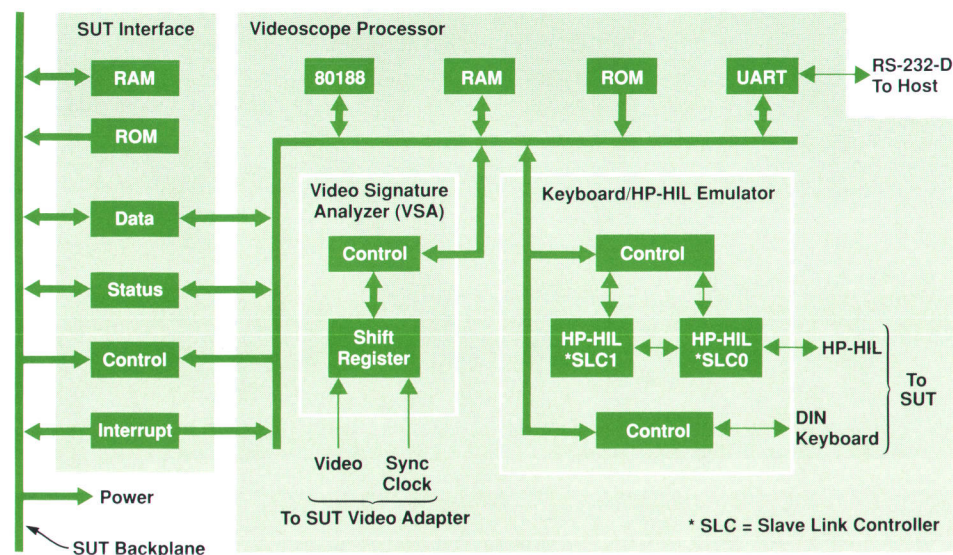 SUT Interface
RAM
ROM
Data
Status
Control
Interrupt
Power
SUT Backplane
Videoscope Processor
80188
RAM
ROM
UART
RS-232-D
To Host
Video Signature
Analyzer (VSA)
Control
Shift
Register
Video
Sync
Clock
To SUT Video Adapter
Keyboard/HP-HIL Emulator
Control
HP-HIL
*SLC1
HP-HIL
*SLC0
Control
HP-HIL
DIN
Keyboard
To
SUT
* SLC = Slave Link Controller